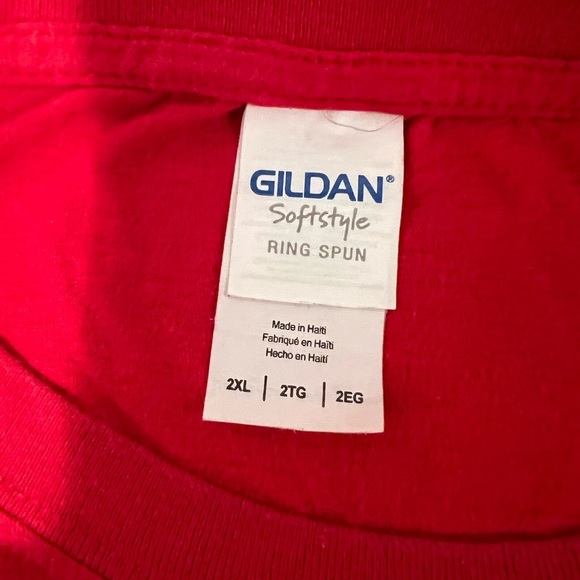 GILDAN®
Softstyle
RING SPUN
Made in Haiti
Fabriqué en Haïti
Hecho en Haití
2XL | 2TG | 2EG